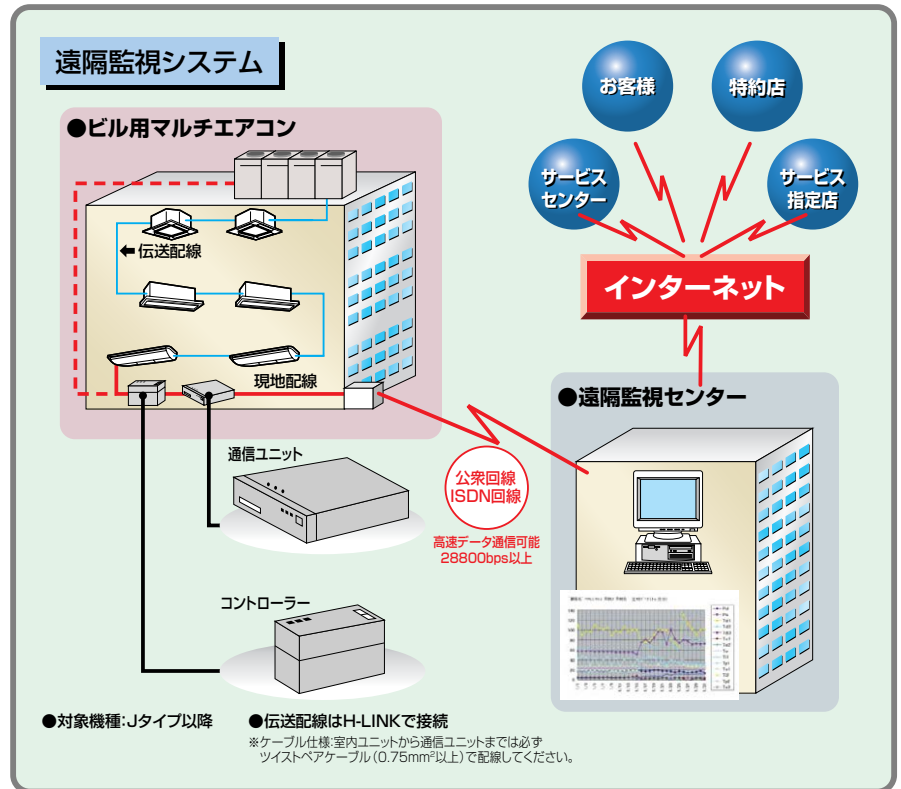 遠隔監視システム
●ビル用マルチエアコン
お客様
特約店
サービス
センター
サービス
指定店
インターネット
←伝送配線
現地配線
●遠隔監視センター
通信ユニット
公衆回線
ISDN回線
高速データ通信可能
28800bps以上
コントローラー
●対象機種:Jタイプ以降
●伝送配線はH-LINKで接続
※ケーブル仕様:室内ユニットから通信ユニットまでは必ず
ツイストペアケーブル(0.75mm²以上)で配線してください。